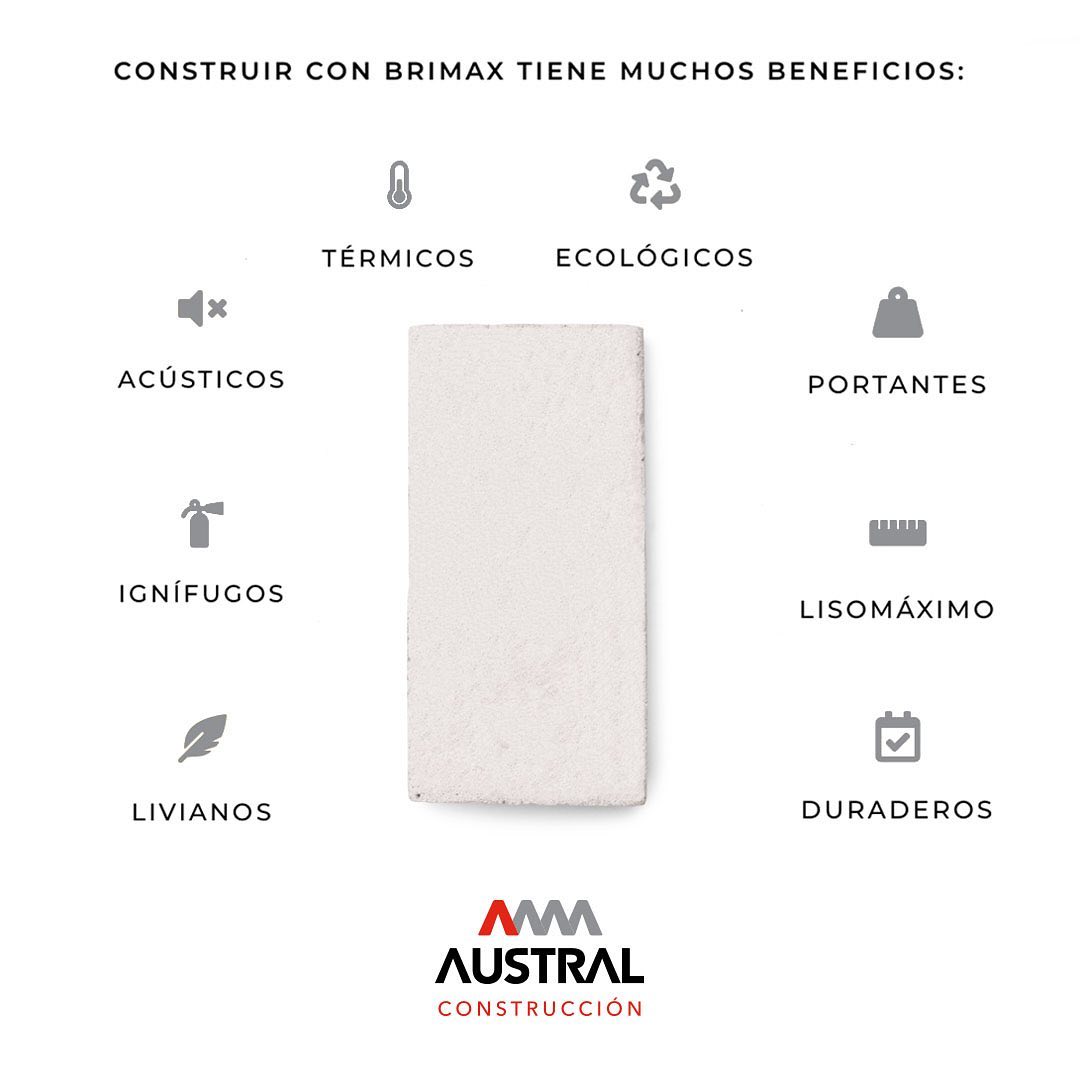 CONSTRUIR CON BRIMAX TIENE MUCHOS BENEFICIOS:
TÉRMICOS
ECOLÓGICOS
ACÚSTICOS
PORTANTES
IGNÍFUGOS
LISOMÁXIMO
LIVIANOS
DURADEROS
AUSTRAL
CONSTRUCCIÓN